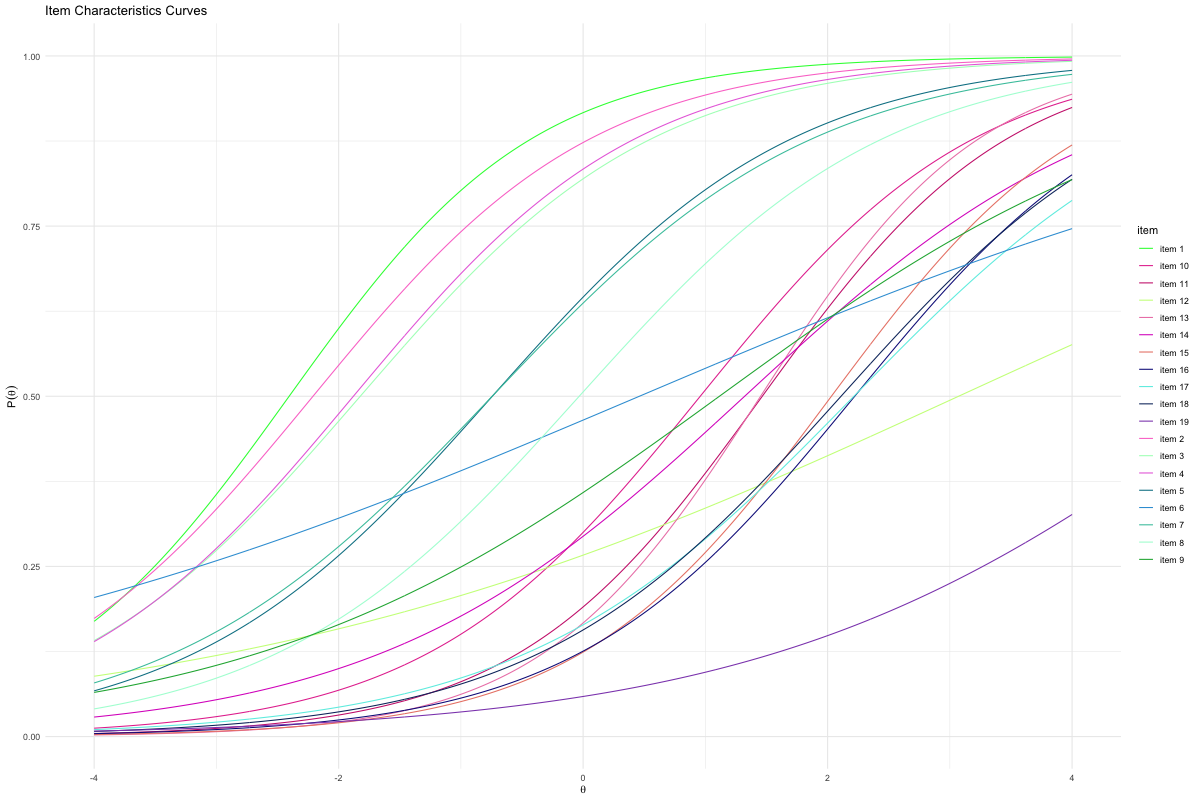 Item Characteristics Curves
1.00
0.75
0.50
0.25
0.00
P(θ)
-4
-2
0
2
4
θ
item
item 1
item 10
item 11
item 12
item 13
item 14
item 15
item 16
item 17
item 18
item 19
item 2
item 3
item 4
item 5
item 6
item 7
item 8
item 9